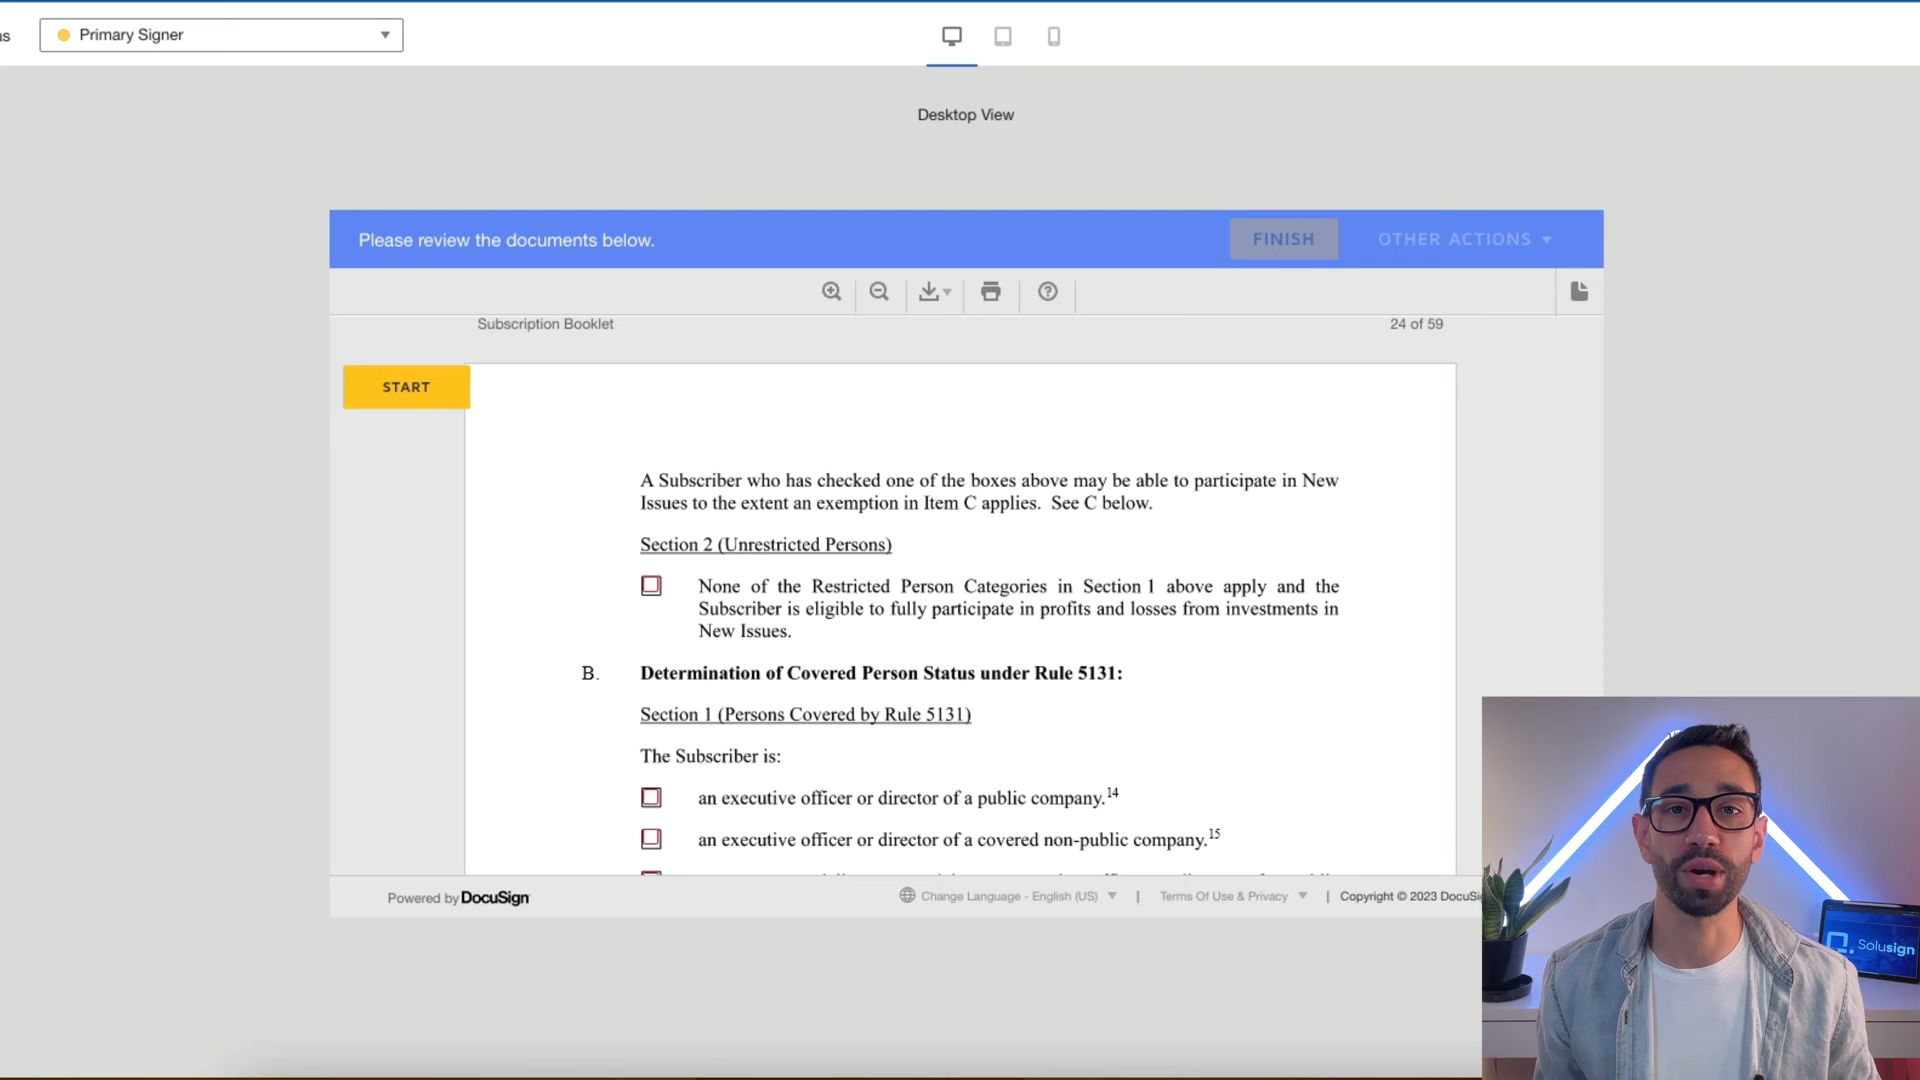 as
Primary Signer
Desktop View
Please review the documents below.
FINISH
OTHER ACTIONS
Subscription Booklet
24 of 59
START
A Subscriber who has checked one of the boxes above may be able to participate in New
Issues to the extent an exemption in Item C applies.  See C below.
Section 2 (Unrestricted Persons)
None of the Restricted Person Categories in Section 1 above apply and the
Subscriber is eligible to fully participate in profits and losses from investments in
New Issues.
B. Determination of Covered Person Status under Rule 5131:
Section 1 (Persons Covered by Rule 5131)
The Subscriber is:
an executive officer or director of a public company.14
an executive officer or director of a covered non-public company.15
Powered by DocuSign
Change Language - English (US) | Terms Of Use & Privacy | Copyright © 2023 DocuSi
Solusign